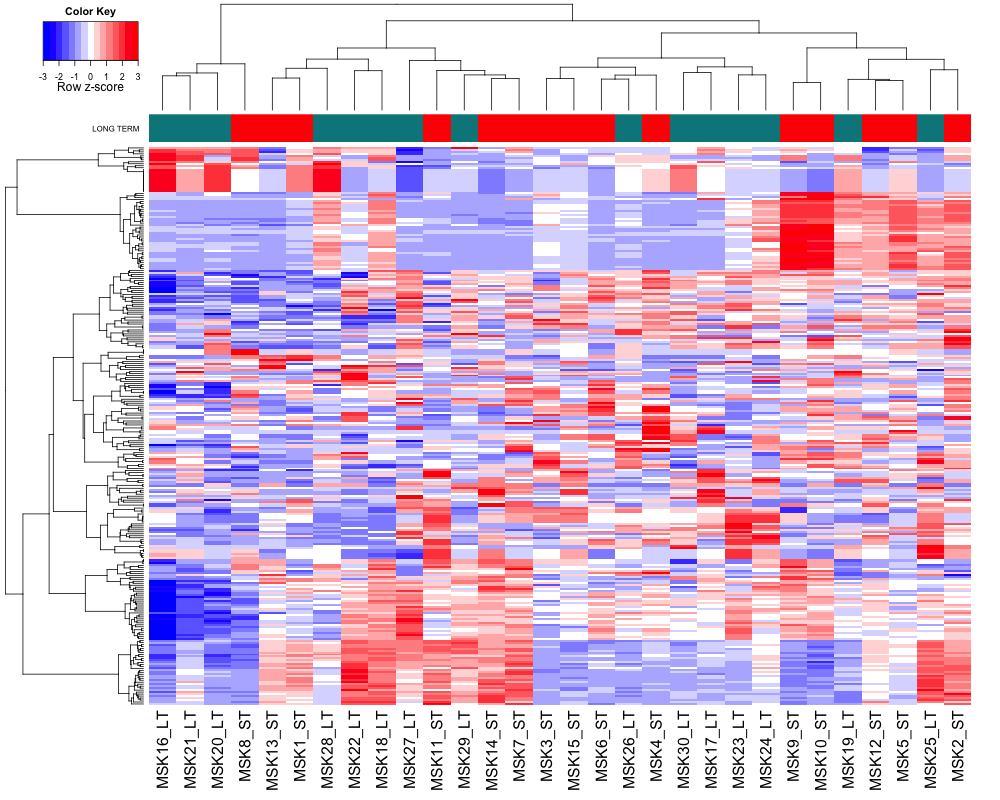 Color Key
-3 -2 -1 0 1 2 3
Row z-score
LONG TERM
MSK16_LT
MSK21_LT
MSK20_LT
MSK8_ST
MSK13_ST
MSK1_ST
MSK28_LT
MSK22_LT
MSK18_LT
MSK27_LT
MSK11_ST
MSK29_LT
MSK14_ST
MSK7_ST
MSK3_ST
MSK15_ST
MSK6_ST
MSK26_LT
MSK4_ST
MSK30_LT
MSK17_LT
MSK23_LT
MSK24_LT
MSK9_ST
MSK10_ST
MSK19_LT
MSK12_ST
MSK5_ST
MSK25_LT
MSK2_ST